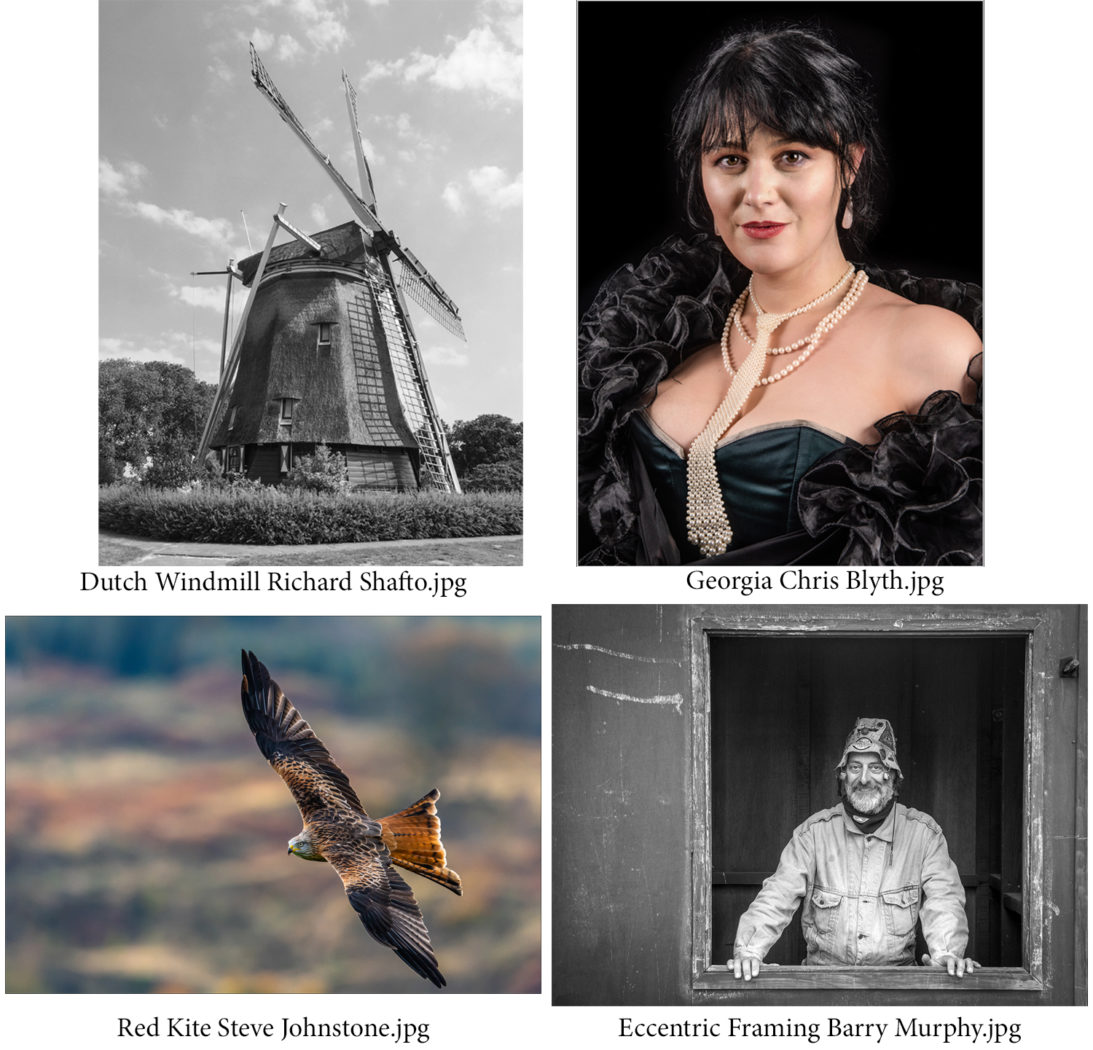 Dutch Windmill Richard Shafto.jpg
Georgia Chris Blyth.jpg
Red Kite Steve Johnstone.jpg
Eccentric Framing Barry Murphy.jpg